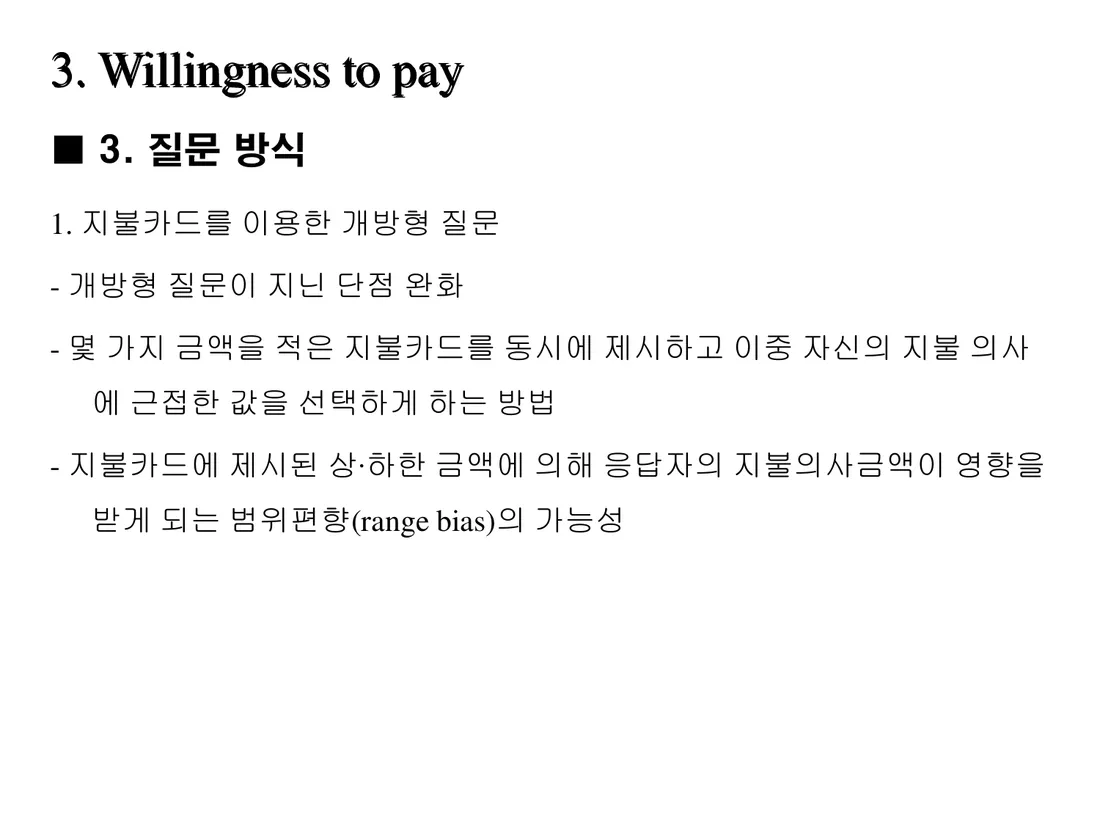 3. Willingness to pay
■ 3. 질문 방식
1. 지불카드를 이용한 개방형 질문
- 개방형 질문이 지닌 단점 완화
- 몇 가지 금액을 적은 지불카드를 동시에 제시하고 이중 자신의 지불 의사
에 근접한 값을 선택하게 하는 방법
- 지불카드에 제시된 상·하한 금액에 의해 응답자의 지불의사금액이 영향을
받게 되는 범위편향(range bias)의 가능성